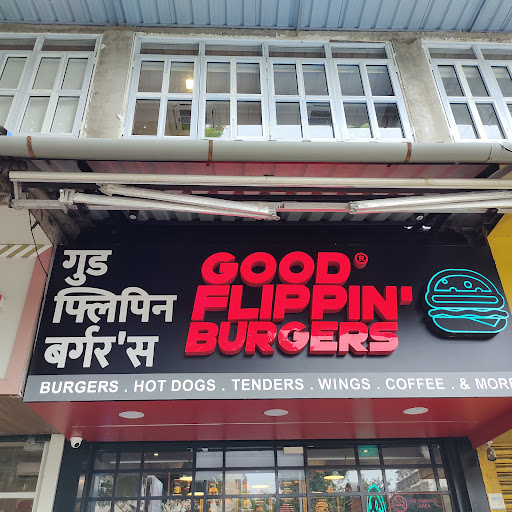 गुड
फ्लिपिन
बर्गर'स
GOOD®
FLIPPIN'
BURGERS
BURGERS . HOT DOGS . TENDERS . WINGS . COFFEE . & MORE